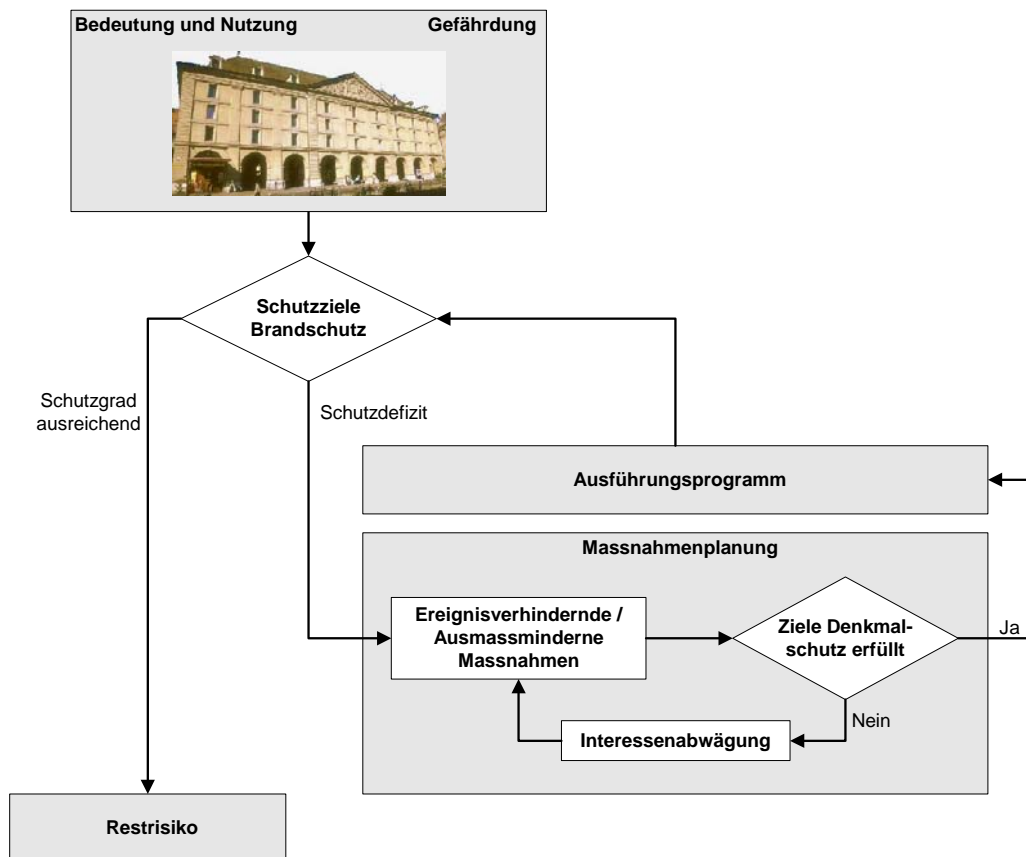 Bedeutung und Nutzung
Gefährdung
Schutzziele
Brandschutz
Schutzgrad
ausreichend
Schutzdefizit
Ausführungsprogramm
Massnahmenplanung
Ereignisverhindernde /
Ausmassminderne
Massnahmen
Ziele Denkmal-
schutz erfüllt
Ja
Nein
Interessenabwägung
Restrisiko